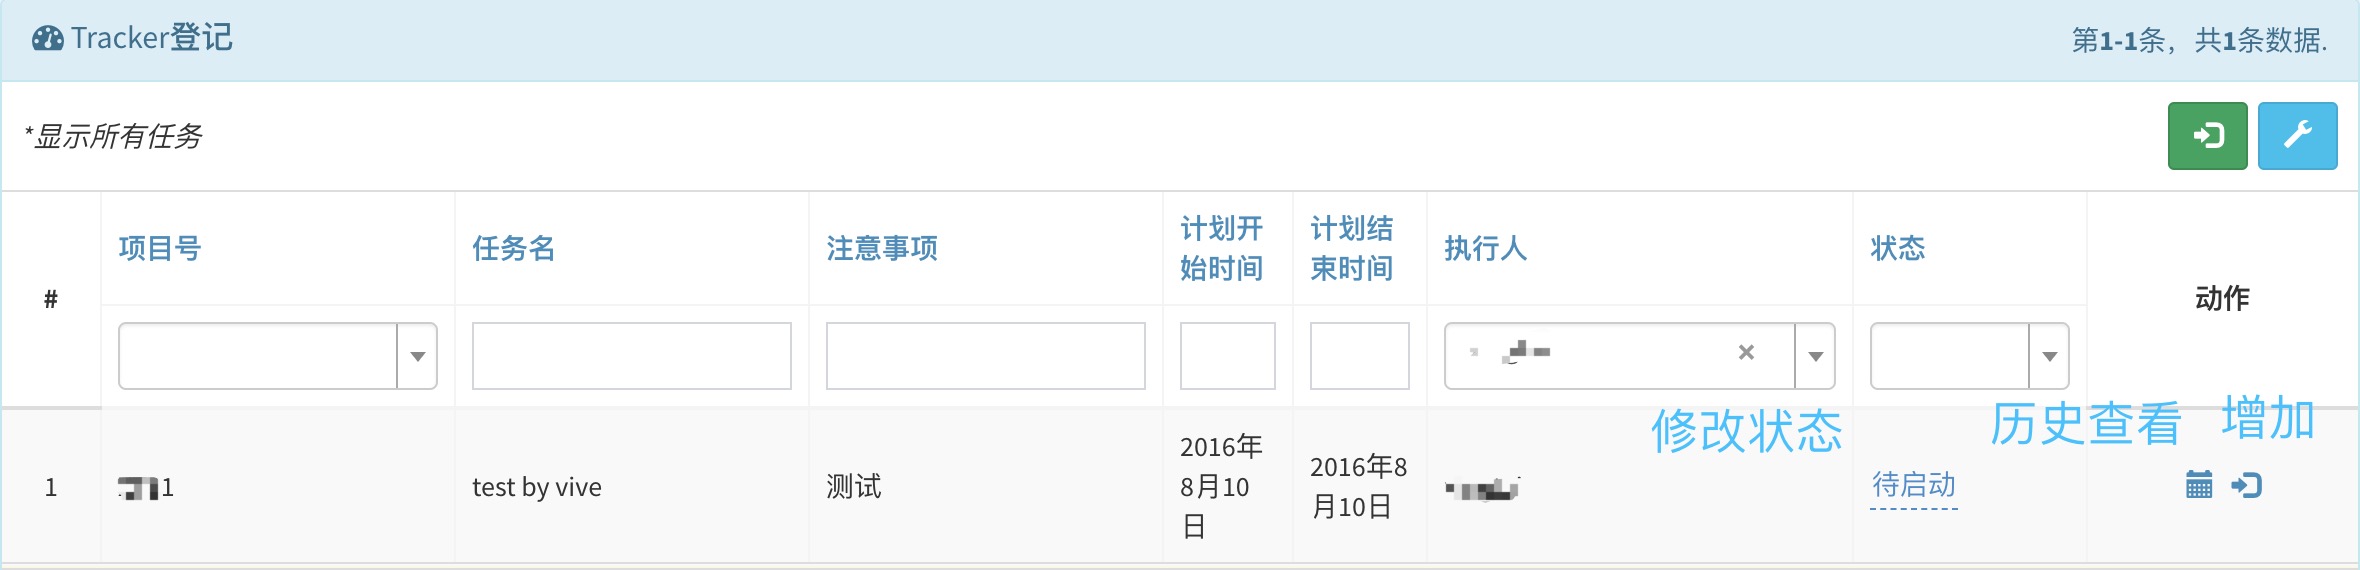 Tracker登记
第1-1条，共1条数据.
*显示所有任务
#
项目号
任务名
注意事项
计划开
始时间
计划结
束时间
执行人
状态
动作
修改状态
历史查看
增加
1
1
test by vive
测试
2016年
8月10
日
2016年8
月10日
待启动